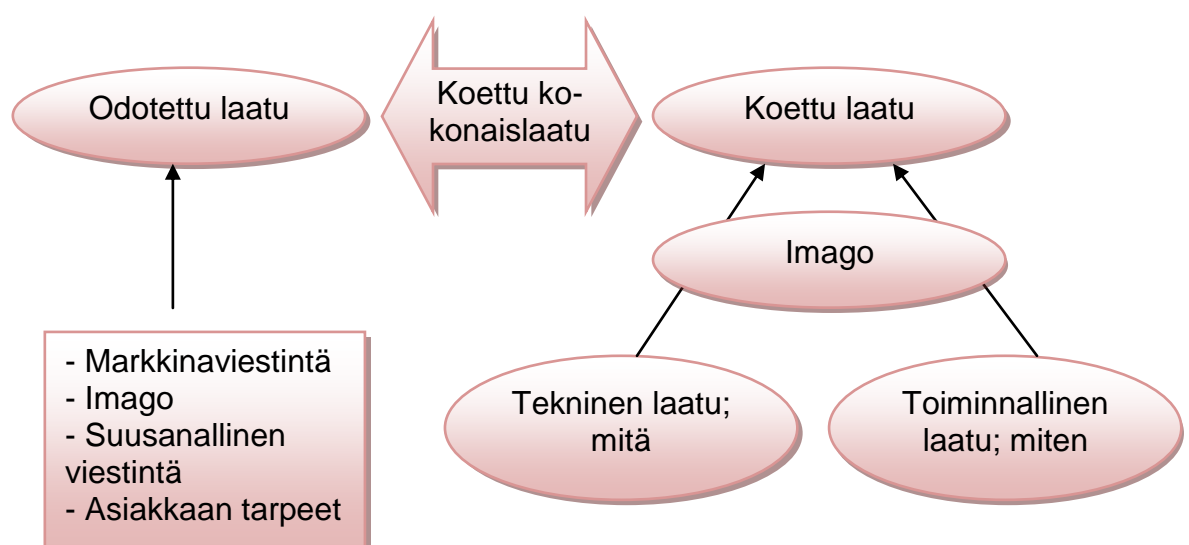 Odotettu laatu
Koettu ko-
konaislaatu
Koettu laatu
Imago
- Markkinaviestintä
- Imago
- Suusanallinen
viestintä
- Asiakkaan tarpeet
Tekninen laatu;
mitä
Toiminnallinen
laatu; miten